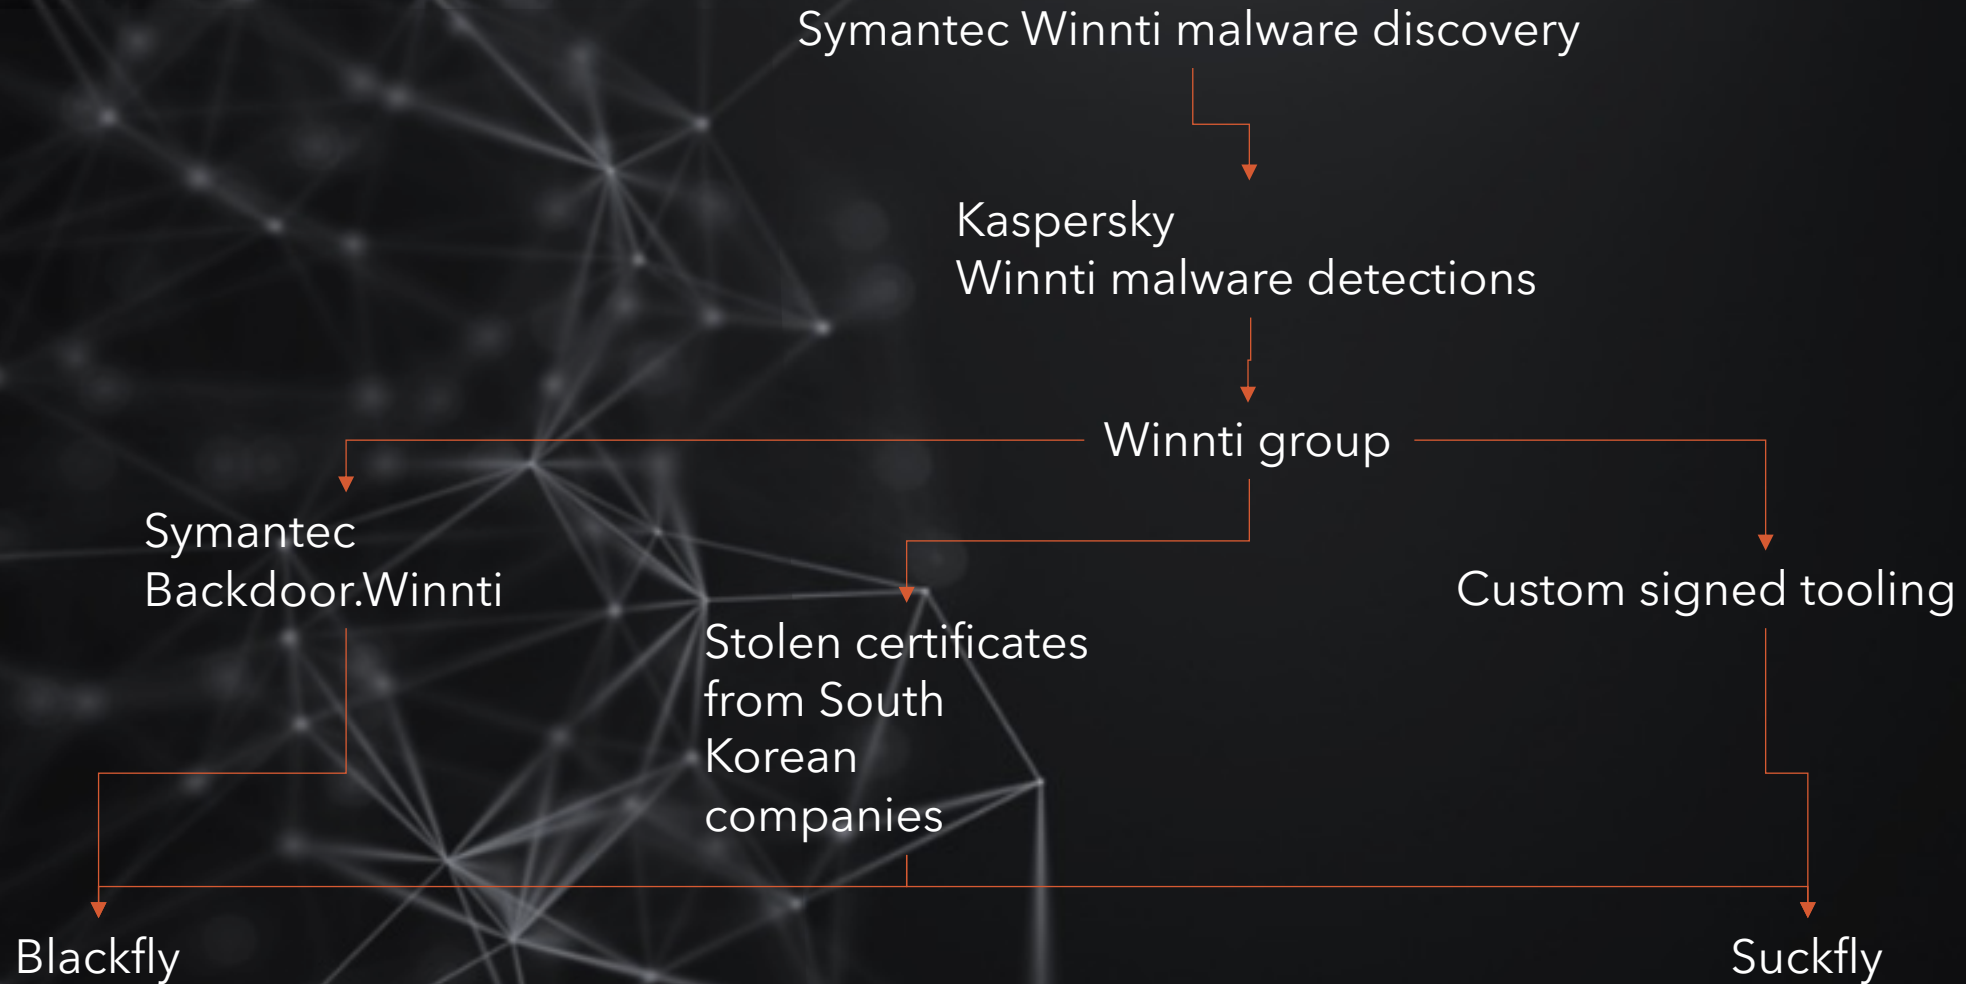 Symantec Winnti malware discovery
Kaspersky
Winnti malware detections
Winnti group
Symantec
Backdoor.Winnti
Stolen certificates
from South
Korean
companies
Custom signed tooling
Blackfly
Suckfly